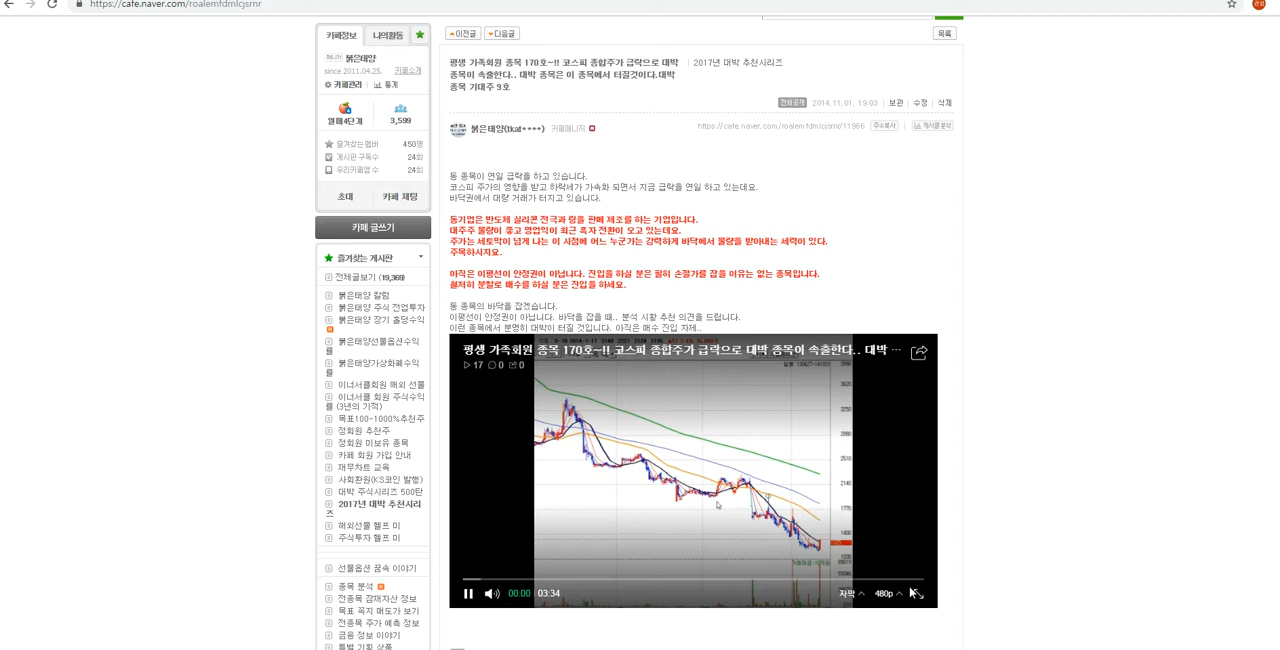 https://cafe.naver.com/roalemfdmlcjsrnr
카페정보 나의활동
매니저 붉은태양
since 2011.04.25. 카페소개
카페관리 통계
열매4단계 3,599
즐겨찾는 멤버 450명
게시판 구독수 24회
우리카페앱 수 24회
초대 카페 채팅
카페 글쓰기
즐겨찾는 게시판
전체글보기 (19,369)
붉은태양 칼럼
붉은태양 주식 전업투자
붉은태양 장기 홀딩수익
붉은태양선물옵션수익
률
붉은태양가상화폐수익
률
이너서클회원 해외 선물
이너서클 회원 주식수익
률 (3년의 기적)
목표100-1000%추천주
정회원 추천주
정회원 미보유 종목
카페 회원 가입 안내
재무차트 교육
사회환원(KS코인 발행)
대박 주식시리즈 500탄
2017년 대박 추천시리
즈
해외선물 헬프 미
주식투자 헬프 미
선물옵션 꿈속 이야기
종목 분석
전종목 잠재자산 정보
목표 꼭지 매도가 보기
전종목 주가 예측 정보
금융 정보 이야기
특별 기획 상품
이전글 다음글 목록
평생 가족회원 종목 170호~!! 코스피 종합주가 급락으로 대박 2017년 대박 추천시리즈
종목이 속출한다.. 대박 종목은 이 종목에서 터질것이다.대박
종목 기대주 9호
전체공개 2014.11.01. 19:03 보관 수정 삭제
붉은태양(tkat****) 카페매니저 https://cafe.naver.com/roalemfdmlcjsrnr/11966 주소복사 게시글분석
동 종목이 연일 급락을 하고 있습니다.
코스피 주가의 영향을 받고 하락세가 가속화 되면서 지금 급락을 연일 하고 있는데요.
바닥권에서 대량 거래가 터지고 있습니다.
동기업은 반도체 실리콘 전극과 링을 판매 제조를 하는 기업입니다.
대주주 물량이 좋고 영업익이 최근 흑자 전환이 오고 있는데요.
주가는 세토막이 넘게 나는 이 시점에 어느 누군가는 강력하게 바닥에서 물량을 받아내는 세력이 있다.
주목하시지요.
아직은 이평선이 안정권이 아닙니다. 진입을 하실 분은 필히 손절가를 잡을 이유는 없는 종목입니다.
철저히 분할로 매수를 하실 분은 진입을 하세요.
동 종목의 바닥을 잡겠습니다.
이평선이 안정권이 아닙니다. 바닥을 잡을 때.. 분석 시황 추천 의견을 드립니다.
이런 종목에서 분명히 대박이 터질 것입니다. 아직은 매수 진입 자제..
평생 가족회원 종목 170호~!! 코스피 종합주가 급락으로 대박 종목이 속출한다.. 대박 ...
17 0 0
3250
2510
2140
1770
1400
00:00 03:34 자막 480p